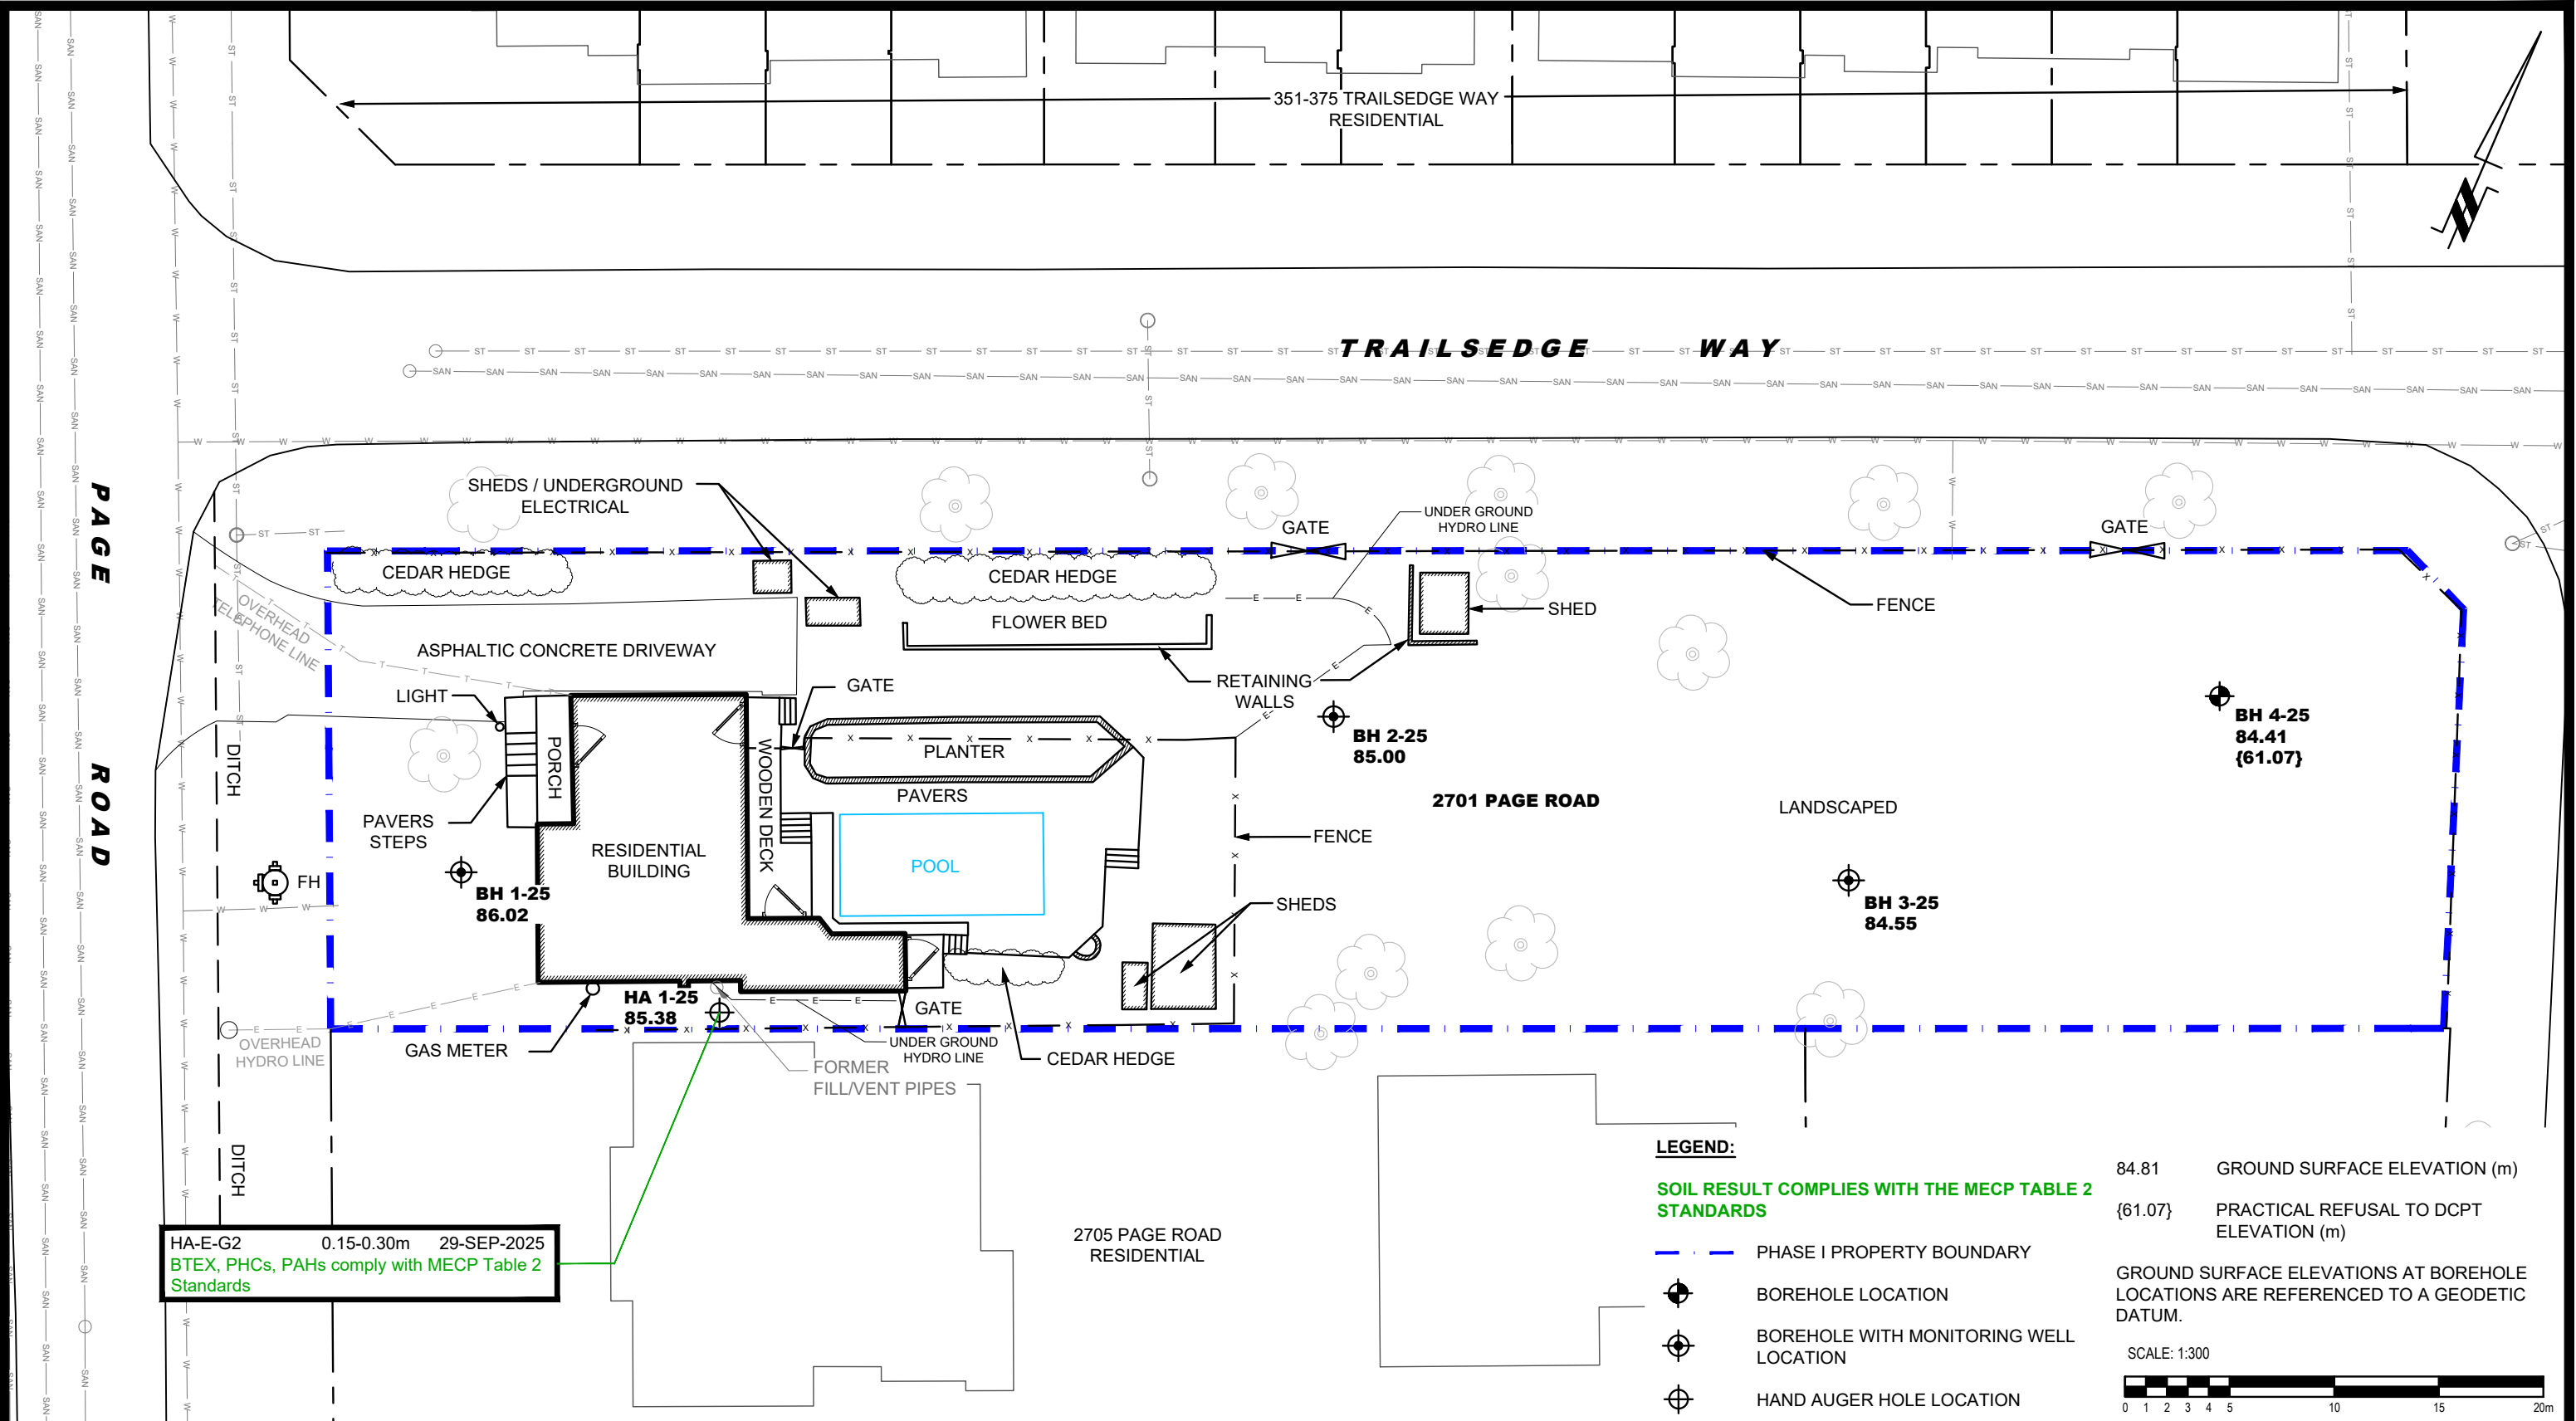 351-375 TRAILSEDGE WAY
RESIDENTIAL
TRAILSEDGE WAY
PAGE ROAD
SHEDS / UNDERGROUND
ELECTRICAL
UNDER GROUND
HYDRO LINE
GATE
GATE
CEDAR HEDGE
CEDAR HEDGE
FLOWER BED
SHED
FENCE
OVERHEAD
TELEPHONE LINE
ASPHALTIC CONCRETE DRIVEWAY
LIGHT
GATE
RETAINING
WALLS
DITCH
PORCH
WOODEN DECK
PLANTER
PAVERS
BH 2-25
85.00
BH 4-25
84.41
{61.07}
2701 PAGE ROAD
LANDSCAPED
PAVERS
STEPS
RESIDENTIAL
BUILDING
POOL
FENCE
FH
BH 1-25
86.02
SHEDS
BH 3-25
84.55
HA 1-25
85.38
GATE
OVERHEAD
HYDRO LINE
GAS METER
UNDER GROUND
HYDRO LINE
CEDAR HEDGE
FORMER
FILL/VENT PIPES
DITCH
HA-E-G2 0.15-0.30m 29-SEP-2025
BTEX, PHCs, PAHs comply with MECP Table 2
Standards
2705 PAGE ROAD
RESIDENTIAL
LEGEND:
SOIL RESULT COMPLIES WITH THE MECP TABLE 2
STANDARDS
PHASE I PROPERTY BOUNDARY
BOREHOLE LOCATION
BOREHOLE WITH MONITORING WELL
LOCATION
HAND AUGER HOLE LOCATION
84.81 GROUND SURFACE ELEVATION (m)
{61.07} PRACTICAL REFUSAL TO DCPT
ELEVATION (m)
GROUND SURFACE ELEVATIONS AT BOREHOLE
LOCATIONS ARE REFERENCED TO A GEODETIC
DATUM.
SCALE: 1:300
0 1 2 3 4 5 10 15 20m